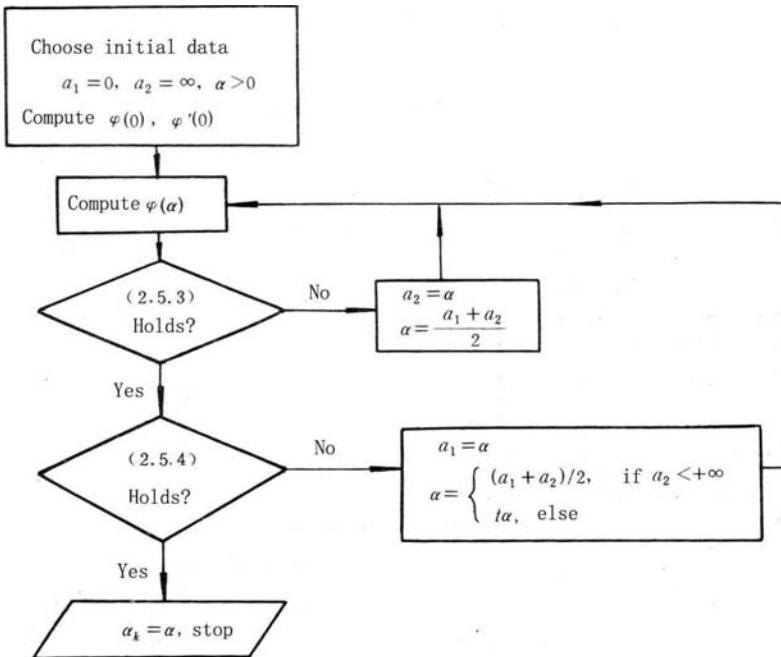 Choose initial data
a₁ = 0, a₂ = ∞, α > 0
Compute φ(0), φ′(0)
Compute φ(α)
(2.5.3)
Holds?
No
a₂ = α
α = (a₁ + a₂)/2
Yes
(2.5.4)
Holds?
No
a₁ = α
α = { (a₁ + a₂)/2, if a₂ < +∞
tα, else
Yes
αₖ = α, stop